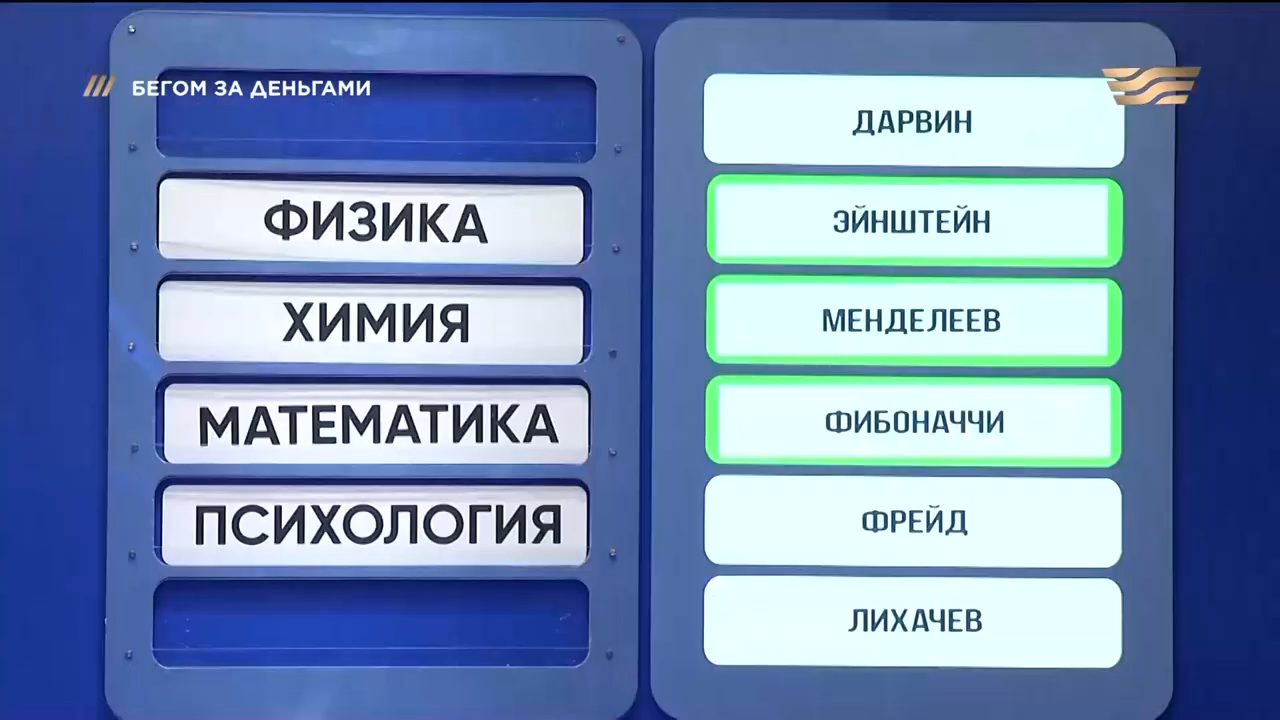 БЕГОМ ЗА ДЕНЬГАМИ
ФИЗИКА
ХИМИЯ
МАТЕМАТИКА
ПСИХОЛОГИЯ
ДАРВИН
ЭЙНШТЕЙН
МЕНДЕЛЕЕВ
ФИБОНАЧЧИ
ФРЕЙД
ЛИХАЧЕВ